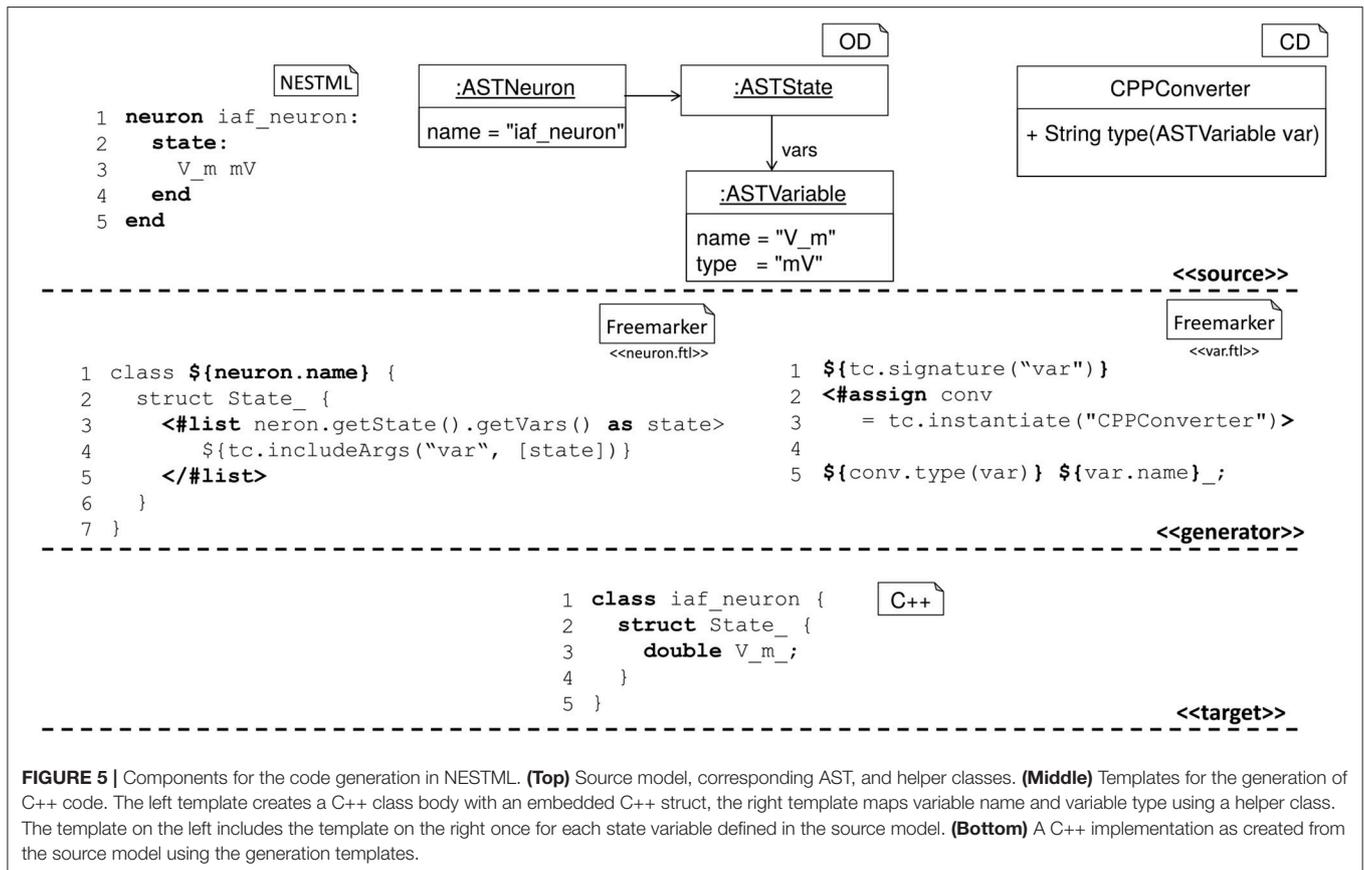 OD
CD
NESTML
1 neuron iaf_neuron:
2 state:
3 V_m mV
4 end
5 end
:ASTNeuron
name = "iaf_neuron"
:ASTState
vars
:ASTVariable
name = "V_m"
type = "mV"
CPPConverter
+ String type(ASTVariable var)
<<source>>
Freemarker
<<neuron.ftl>>
1 class ${neuron.name} {
2 struct State_ {
3 <#list neron.getState().getVars() as state>
4 ${tc.includeArgs("var", [state])}
5 </#list>
6 }
7 }
Freemarker
<<var.ftl>>
1 ${tc.signature("var")}
2 <#assign conv
3 = tc.instantiate("CPPConverter")>
4
5 ${conv.type(var)} ${var.name}_;
<<generator>>
C++
1 class iaf_neuron {
2 struct State_ {
3 double V_m_;
4 }
5 }
<<target>>
FIGURE 5 | Components for the code generation in NESTML. (Top) Source model, corresponding AST, and helper classes. (Middle) Templates for the generation of
C++ code. The left template creates a C++ class body with an embedded C++ struct, the right template maps variable name and variable type using a helper class.
The template on the left includes the template on the right once for each state variable defined in the source model. (Bottom) A C++ implementation as created from
the source model using the generation templates.